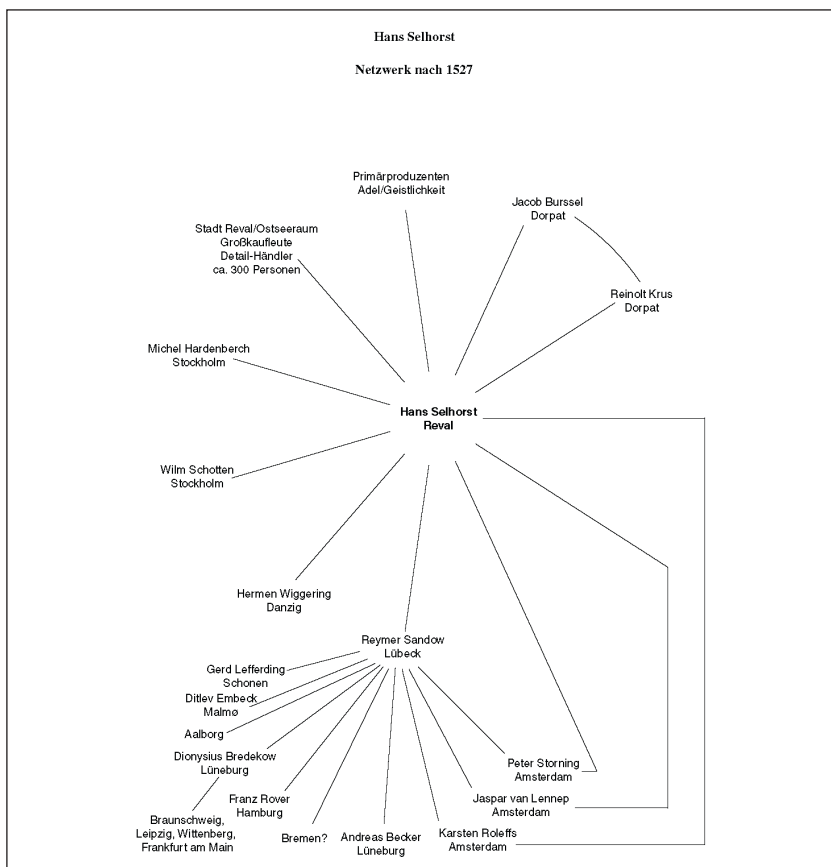 Hans Selhorst
Netzwerk nach 1527
Primärproduzenten
Adel/Geistlichkeit
Jacob Burssel
Dorpat
Stadt Reval/Ostseeraum
Großkaufleute
Detail-Händler
ca. 300 Personen
Reinolt Krus
Dorpat
Michel Hardenberch
Stockholm
Hans Selhorst
Reval
Wilm Schotten
Stockholm
Hermen Wiggering
Danzig
Reymer Sandow
Lübeck
Gerd Lefferding
Schonen
Ditlev Embeck
Malmø
Aalborg
Dionysius Bredekow
Lüneburg
Peter Storning
Amsterdam
Franz Rover
Hamburg
Jaspar van Lennep
Amsterdam
Braunschweig,
Leipzig, Wittenberg,
Frankfurt am Main
Bremen?
Andreas Becker
Lüneburg
Karsten Roleffs
Amsterdam